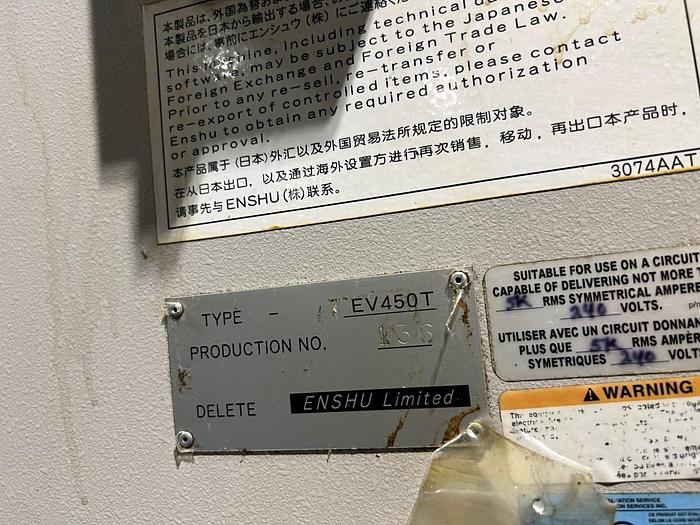 本製品は、外国為替およ
本製品を日本から輸出する場合、
場合には、事前にエンシュウ(株)にご連絡
This machine, including technical da
software, may be subject to the Japanese
Foreign Exchange and Foreign Trade Law.
Prior to any re-sell, re-transfer or
re-export of controlled items, please contact
Enshu to obtain any required authorization
or approval.
本产品属于(日本)外汇以及外国贸易法所规定的限制对象。
在从日本出口,以及通过海外设置方进行再次销售,移动,再出口本产品时,
请事先与ENSHU(株)联系。
3074AAT
TYPE - EV450T
PRODUCTION NO. 136
DELETE ENSHU Limited
SUITABLE FOR USE ON A CIRCUIT
CAPABLE OF DELIVERING NOT MORE T
5K RMS SYMMETRICAL AMPERE
240 VOLTS.
UTILISER AVEC UN CIRCUIT DONNAN
PLUS QUE 5K RMS AMPÈR
SYMETRIQUES 240 VOLT
WARNING